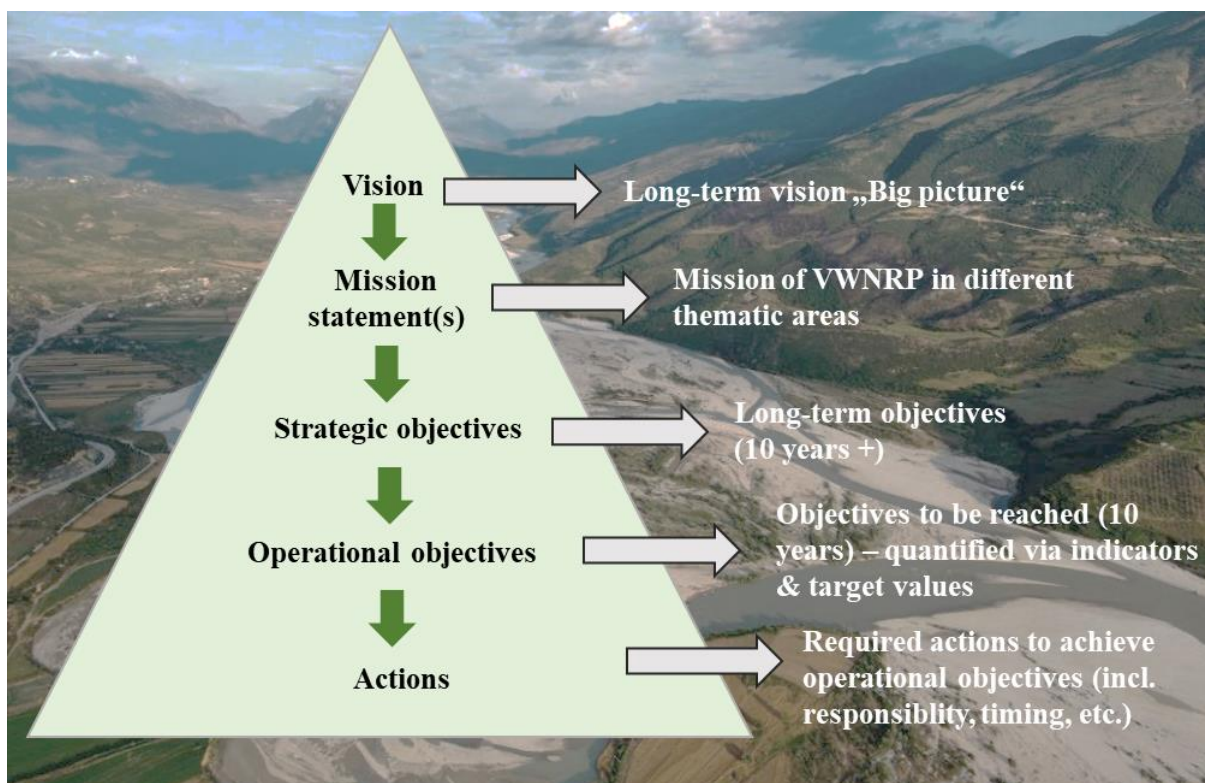 Vision
Long-term vision „Big picture“
Mission
statement(s)
Mission of VWNRP in different
thematic areas
Strategic objectives
Long-term objectives
(10 years +)
Operational objectives
Objectives to be reached (10
years) – quantified via indicators
& target values
Actions
Required actions to achieve
operational objectives (incl.
responsiblity, timing, etc.)